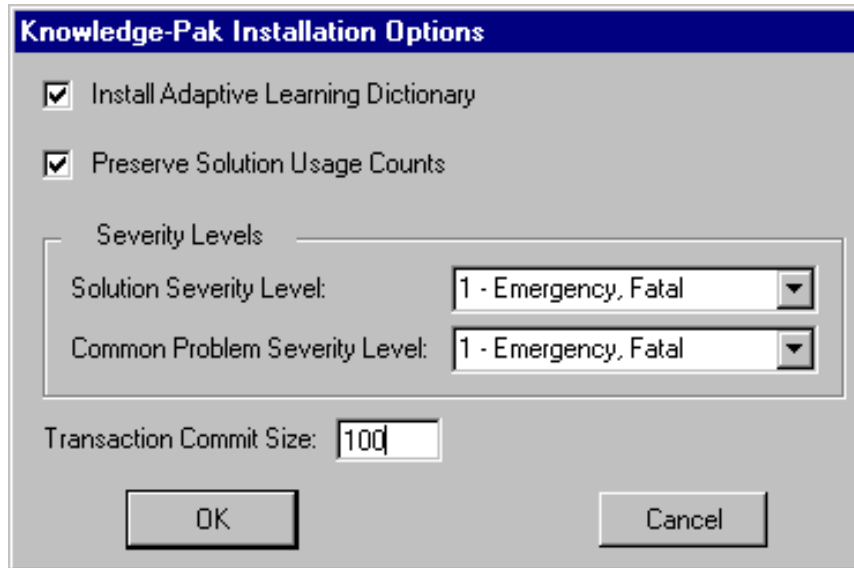 Knowledge-Pak Installation Options
Install Adaptive Learning Dictionary
Preserve Solution Usage Counts
Severity Levels
Solution Severity Level: 1 - Emergency, Fatal
Common Problem Severity Level: 1 - Emergency, Fatal
Transaction Commit Size: 100
OK Cancel